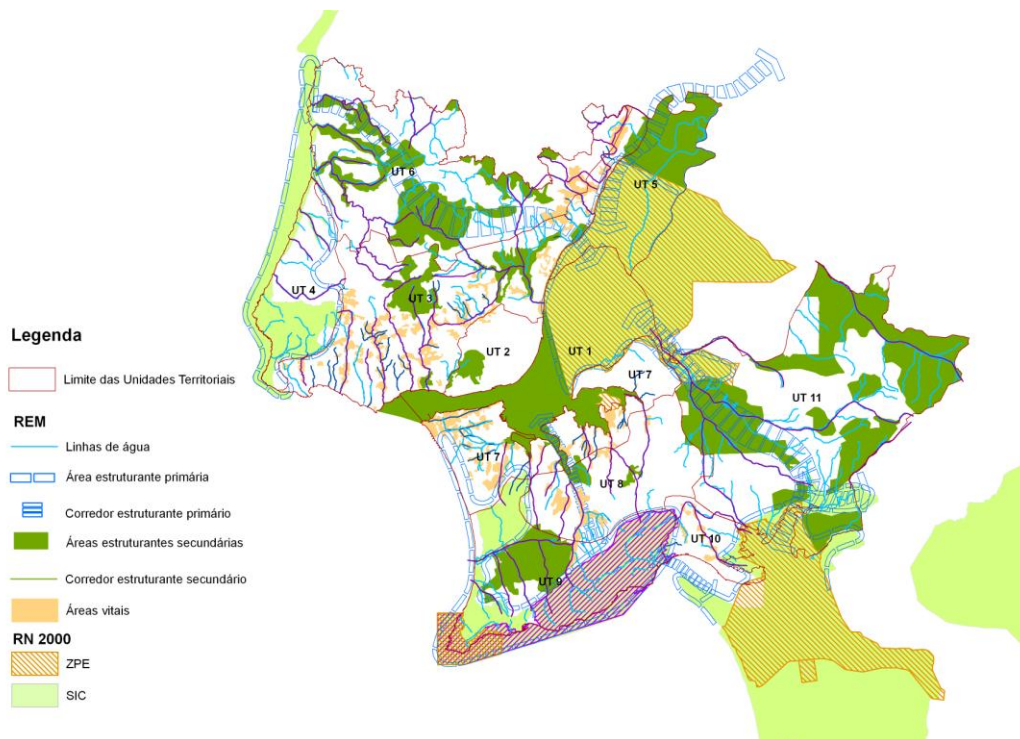 UT 6
UT 5
UT 4
UT 3
UT 2
UT 1
UT 7
UT 11
UT 7
UT 8
UT 10
UT 9
Legenda
Limite das Unidades Territoriais
REM
Linhas de água
Área estruturante primária
Corredor estruturante primário
Áreas estruturantes secundárias
Corredor estruturante secundário
Áreas vitais
RN 2000
ZPE
SIC